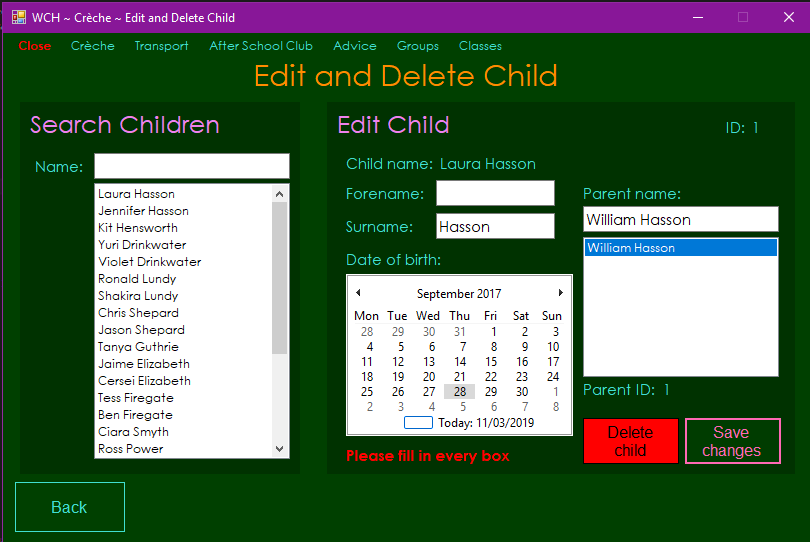 WCH ~ Crèche ~ Edit and Delete Child
Close Crèche Transport After School Club Advice Groups Classes
Edit and Delete Child
Search Children
Name:
Laura Hasson
Jennifer Hasson
Kit Hensworth
Yuri Drinkwater
Violet Drinkwater
Ronald Lundy
Shakira Lundy
Chris Shepard
Jason Shepard
Tanya Guthrie
Jaime Elizabeth
Cersei Elizabeth
Tess Firegate
Ben Firegate
Ciara Smyth
Ross Power
Edit Child
ID: 1
Child name: Laura Hasson
Forename:
Surname: Hasson
Date of birth:
September 2017
Mon Tue Wed Thu Fri Sat Sun
28 29 30 31 1 2 3
4 5 6 7 8 9 10
11 12 13 14 15 16 17
18 19 20 21 22 23 24
25 26 27 28 29 30 1
2 3 4 5 6 7 8
Today: 11/03/2019
Please fill in every box
Parent name:
William Hasson
William Hasson
Parent ID: 1
Delete
child
Save
changes
Back